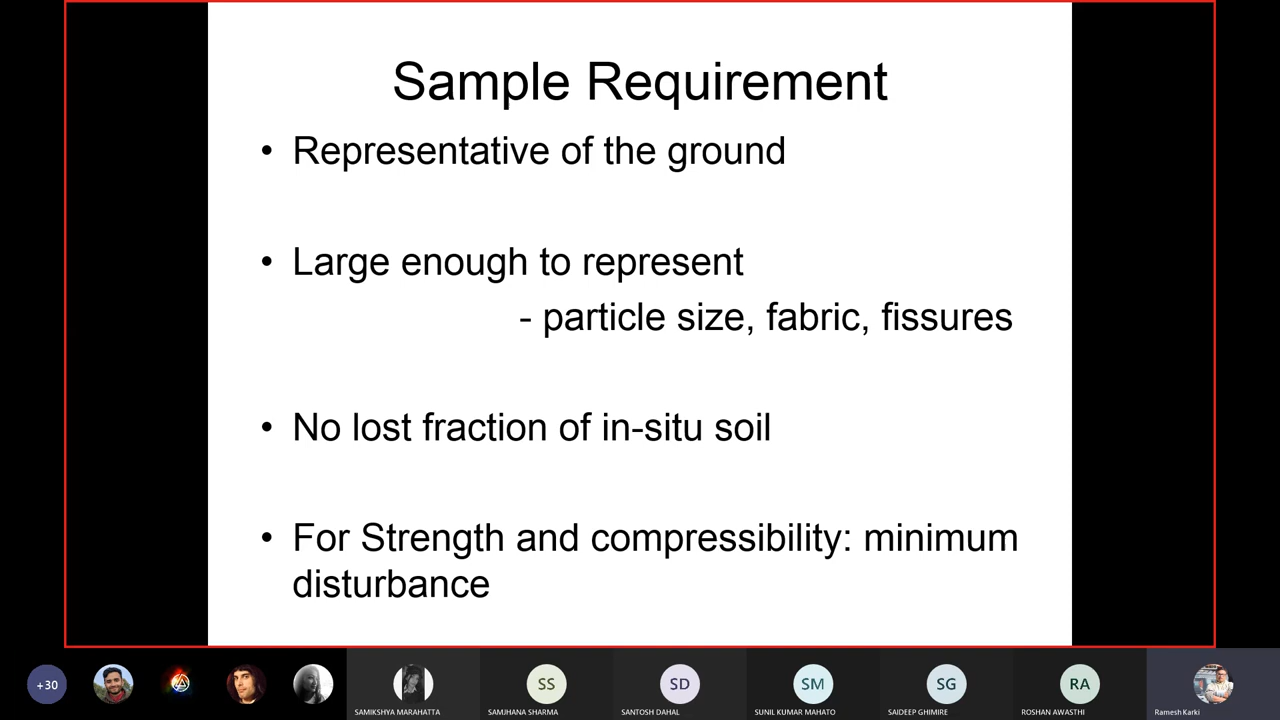 Sample Requirement
• Representative of the ground
• Large enough to represent
- particle size, fabric, fissures
• No lost fraction of in-situ soil
• For Strength and compressibility: minimum
disturbance
+30
SS
SD
SM
SG
RA
SAMIKSHYA MARAHATTA
SAMJHANA SHARMA
SANTOSH DAHAL
SUNIL KUMAR MAHATO
SAIDEEP GHIMIRE
ROSHAN AWASTHI
Ramesh Karki